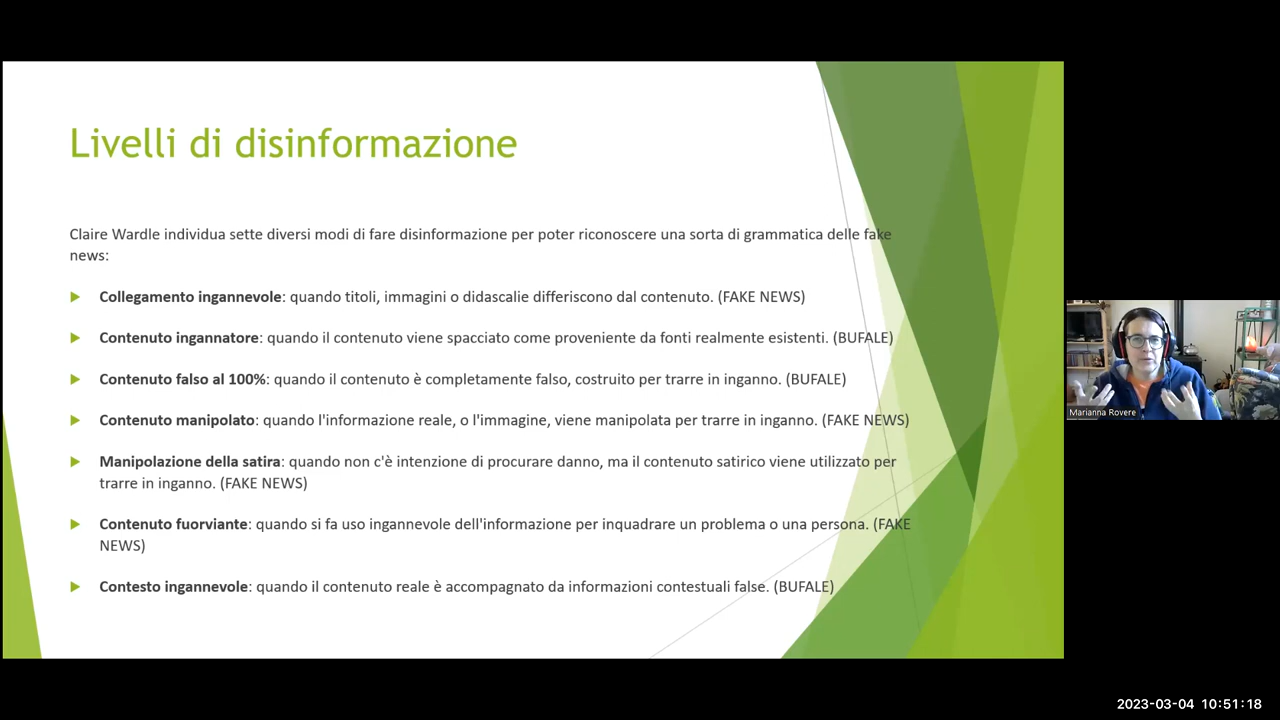 Livelli di disinformazione
Claire Wardle individua sette diversi modi di fare disinformazione per poter riconoscere una sorta di grammatica delle fake
news:
Collegamento ingannevole: quando titoli, immagini o didascalie differiscono dal contenuto. (FAKE NEWS)
Contenuto ingannatore: quando il contenuto viene spacciato come proveniente da fonti realmente esistenti. (BUFALE)
Contenuto falso al 100%: quando il contenuto è completamente falso, costruito per trarre in inganno. (BUFALE)
Contenuto manipolato: quando l'informazione reale, o l'immagine, viene manipolata per trarre in inganno. (FAKE NEWS)
Manipolazione della satira: quando non c'è intenzione di procurare danno, ma il contenuto satirico viene utilizzato per
trarre in inganno. (FAKE NEWS)
Contenuto fuorviante: quando si fa uso ingannevole dell'informazione per inquadrare un problema o una persona. (FAKE
NEWS)
Contesto ingannevole: quando il contenuto reale è accompagnato da informazioni contestuali false. (BUFALE)
Marianna Rovere
2023-03-04 10:51:18